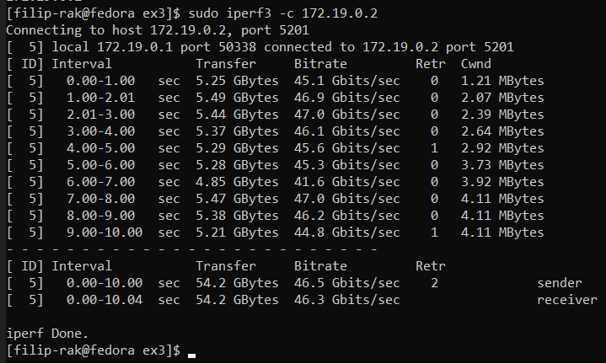 [filip-rak@fedora ex3]$ sudo iperf3 -c 172.19.0.2
Connecting to host 172.19.0.2, port 5201
[  5] local 172.19.0.1 port 50338 connected to 172.19.0.2 port 5201
[ ID] Interval           Transfer     Bitrate         Retr  Cwnd
[  5]   0.00-1.00   sec  5.25 GBytes  45.1 Gbits/sec    0   1.21 MBytes
[  5]   1.00-2.01   sec  5.49 GBytes  46.9 Gbits/sec    0   2.07 MBytes
[  5]   2.01-3.00   sec  5.44 GBytes  47.0 Gbits/sec    0   2.39 MBytes
[  5]   3.00-4.00   sec  5.37 GBytes  46.1 Gbits/sec    0   2.64 MBytes
[  5]   4.00-5.00   sec  5.29 GBytes  45.6 Gbits/sec    1   2.92 MBytes
[  5]   5.00-6.00   sec  5.28 GBytes  45.3 Gbits/sec    0   3.73 MBytes
[  5]   6.00-7.00   sec  4.85 GBytes  41.6 Gbits/sec    0   3.92 MBytes
[  5]   7.00-8.00   sec  5.47 GBytes  47.0 Gbits/sec    0   4.11 MBytes
[  5]   8.00-9.00   sec  5.38 GBytes  46.2 Gbits/sec    0   4.11 MBytes
[  5]   9.00-10.00  sec  5.21 GBytes  44.8 Gbits/sec    1   4.11 MBytes
- - - - - - - - - - - - - - - - - - - - - - - - -
[ ID] Interval           Transfer     Bitrate         Retr
[  5]   0.00-10.00  sec  54.2 GBytes  46.5 Gbits/sec    2             sender
[  5]   0.00-10.04  sec  54.2 GBytes  46.3 Gbits/sec                  receiver

iperf Done.
[filip-rak@fedora ex3]$